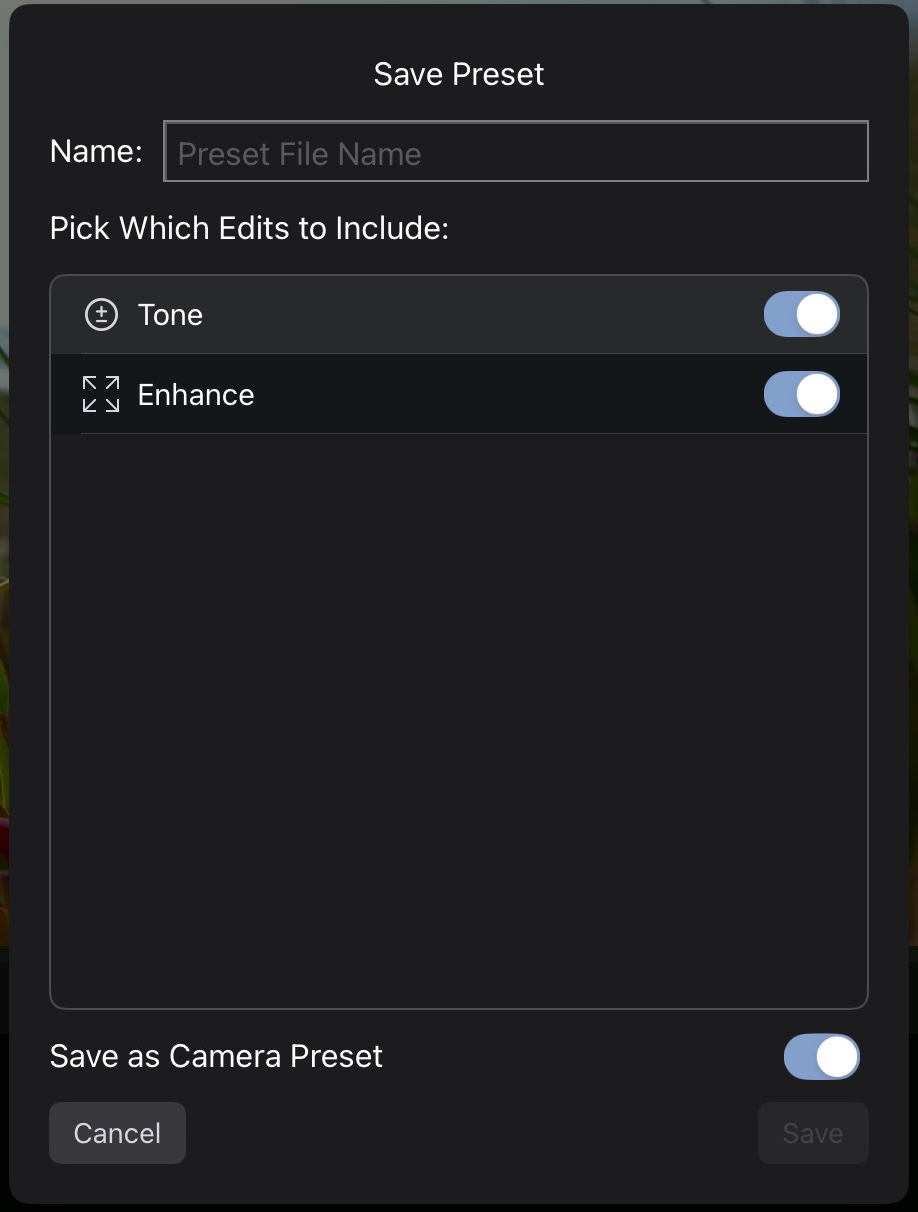 Save Preset
Name: Preset File Name
Pick Which Edits to Include:
Tone
Enhance
Save as Camera Preset
Cancel Save